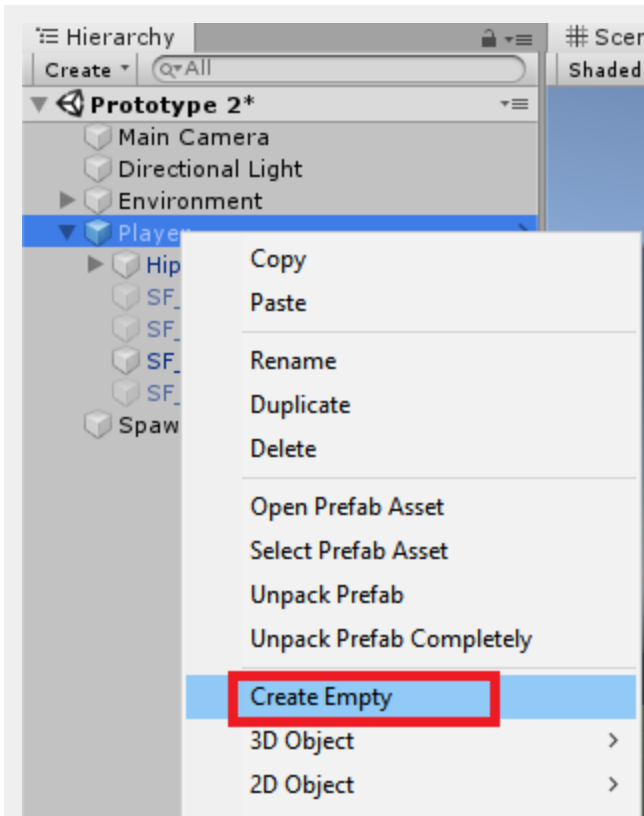 Hierarchy
# Scen
Create
All
Shaded
Prototype 2*
Main Camera
Directional Light
Environment
Player
Hip
SF_
SF_
SF_
SF_
Spaw
Copy
Paste
Rename
Duplicate
Delete
Open Prefab Asset
Select Prefab Asset
Unpack Prefab
Unpack Prefab Completely
Create Empty
3D Object
2D Object